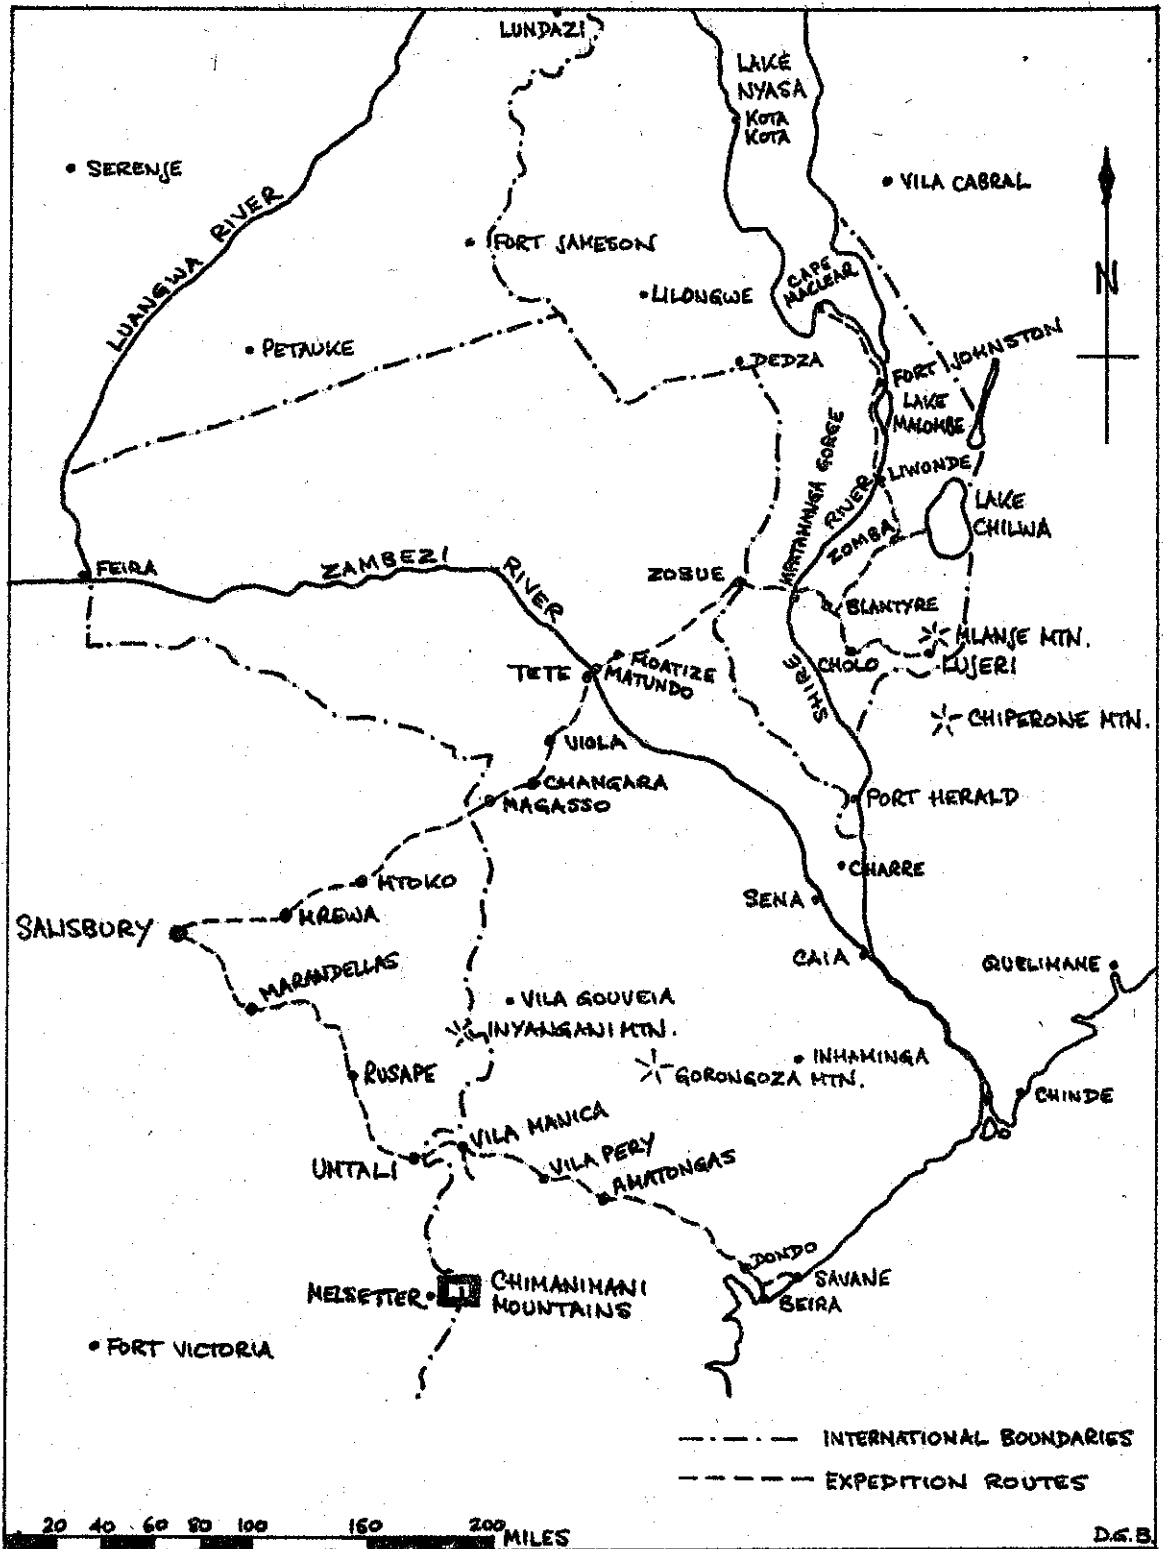 LUNDAZI
LAKE
NYASA
KOTA
KOTA
SERENJE
VILA CABRAL
LUANGWA RIVER
FORT JAMESON
CAPE
MACLEAR
LILONGWE
N
PETAUKE
DEDZA
FORT JOHNSTON
LAKE
MALOMBE
MPATAMANGA GORGE
LIWONDE
LAKE
CHILWA
SHIRE RIVER
ZOMBA
FEIRA
ZAMBEZI RIVER
ZOBUE
BLANTYRE
MLANJE MTN.
CHOLO
LUJERI
MOATIZE
TETE
MATUNDO
CHIPERONE MTN.
VIOLA
CHANGARA
MAGASSO
PORT HERALD
CHARRE
MTOKO
SENA
MREWA
SALISBURY
CAIA
QUELIMANE
MARANDELLAS
VILA GOUVEIA
INYANGANI MTN.
INHAMINGA
GORONGOZA MTN.
RUSAPE
CHINDE
VILA MANICA
UMTALI
VILA PERY
AMATONGAS
DONDO
SAVANE
BEIRA
MELSETTER
CHIMANIMANI
MOUNTAINS
FORT VICTORIA
INTERNATIONAL BOUNDARIES
EXPEDITION ROUTES
20 40 60 80 100 150 200 MILES
D.G.B.